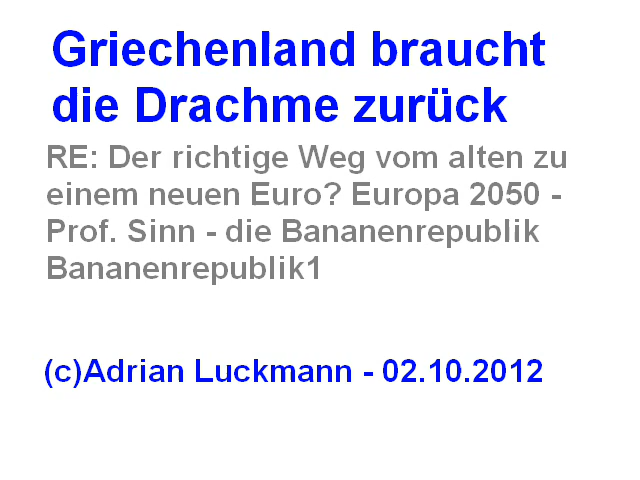 Griechenland braucht
die Drachme zurück
RE: Der richtige Weg vom alten zu
einem neuen Euro? Europa 2050 -
Prof. Sinn - die Bananenrepublik
Bananenrepublik1
(c)Adrian Luckmann - 02.10.2012